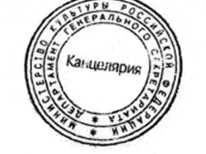 МИНИСТЕРСТВО КУЛЬТУРЫ РОССИЙСКОЙ ФЕДЕРАЦИИ
ДЕПАРТАМЕНТ ГЕНЕРАЛЬНОГО СЕКРЕТАРИАТА
Канцелярия